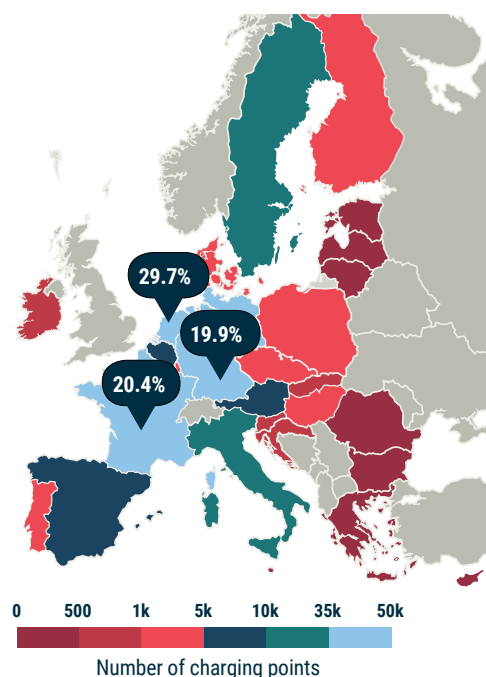 29.7%
19.9%
20.4%
0 500 1k 5k 10k 35k 50k
Number of charging points